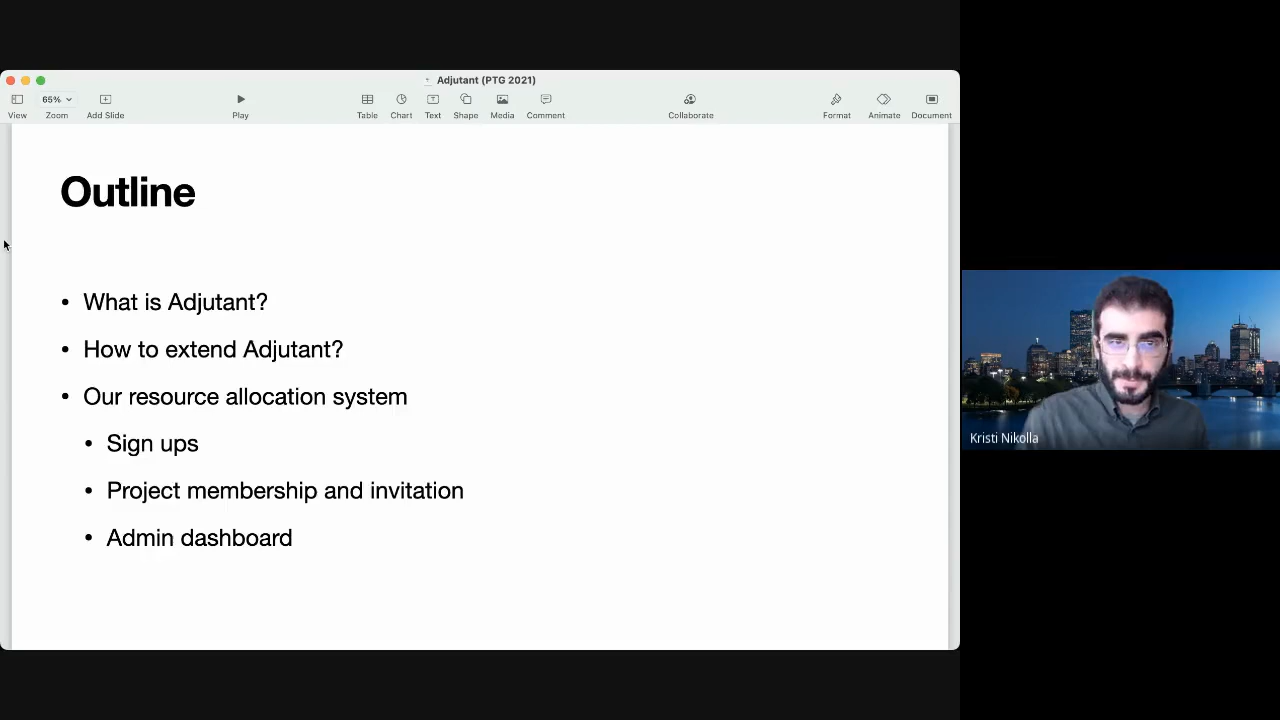 Adjutant (PTG 2021)
65%
View Zoom Add Slide Play Table Chart Text Shape Media Comment Collaborate Format Animate Document
Outline
• What is Adjutant?
• How to extend Adjutant?
• Our resource allocation system
• Sign ups
• Project membership and invitation
• Admin dashboard
Kristi Nikolla